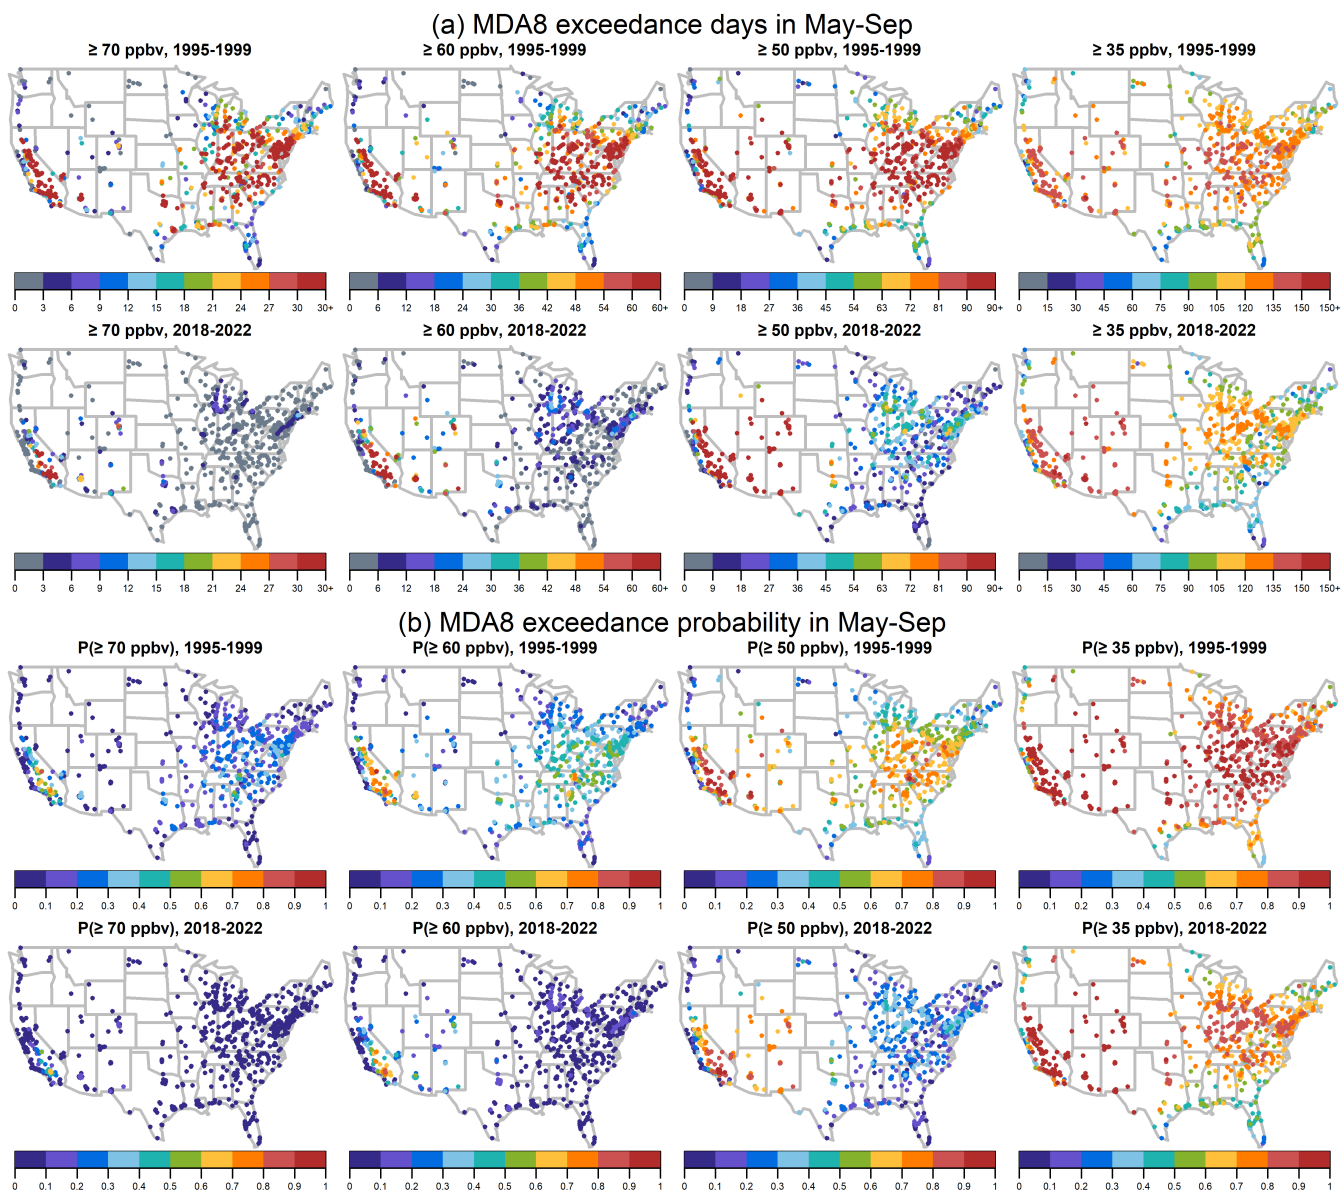 (a) MDA8 exceedance days in May-Sep
≥ 70 ppbv, 1995-1999 ≥ 60 ppbv, 1995-1999 ≥ 50 ppbv, 1995-1999 ≥ 35 ppbv, 1995-1999
0 3 6 9 12 15 18 21 24 27 30 30+ 0 6 12 18 24 30 36 42 48 54 60 60+ 0 9 18 27 36 45 54 63 72 81 90 90+ 0 15 30 45 60 75 90 105 120 135 150 150+
≥ 70 ppbv, 2018-2022 ≥ 60 ppbv, 2018-2022 ≥ 50 ppbv, 2018-2022 ≥ 35 ppbv, 2018-2022
0 3 6 9 12 15 18 21 24 27 30 30+ 0 6 12 18 24 30 36 42 48 54 60 60+ 0 9 18 27 36 45 54 63 72 81 90 90+ 0 15 30 45 60 75 90 105 120 135 150 150+
(b) MDA8 exceedance probability in May-Sep
P(≥ 70 ppbv), 1995-1999 P(≥ 60 ppbv), 1995-1999 P(≥ 50 ppbv), 1995-1999 P(≥ 35 ppbv), 1995-1999
0 0.1 0.2 0.3 0.4 0.5 0.6 0.7 0.8 0.9 1 0 0.1 0.2 0.3 0.4 0.5 0.6 0.7 0.8 0.9 1 0 0.1 0.2 0.3 0.4 0.5 0.6 0.7 0.8 0.9 1 0 0.1 0.2 0.3 0.4 0.5 0.6 0.7 0.8 0.9 1
P(≥ 70 ppbv), 2018-2022 P(≥ 60 ppbv), 2018-2022 P(≥ 50 ppbv), 2018-2022 P(≥ 35 ppbv), 2018-2022
0 0.1 0.2 0.3 0.4 0.5 0.6 0.7 0.8 0.9 1 0 0.1 0.2 0.3 0.4 0.5 0.6 0.7 0.8 0.9 1 0 0.1 0.2 0.3 0.4 0.5 0.6 0.7 0.8 0.9 1 0 0.1 0.2 0.3 0.4 0.5 0.6 0.7 0.8 0.9 1